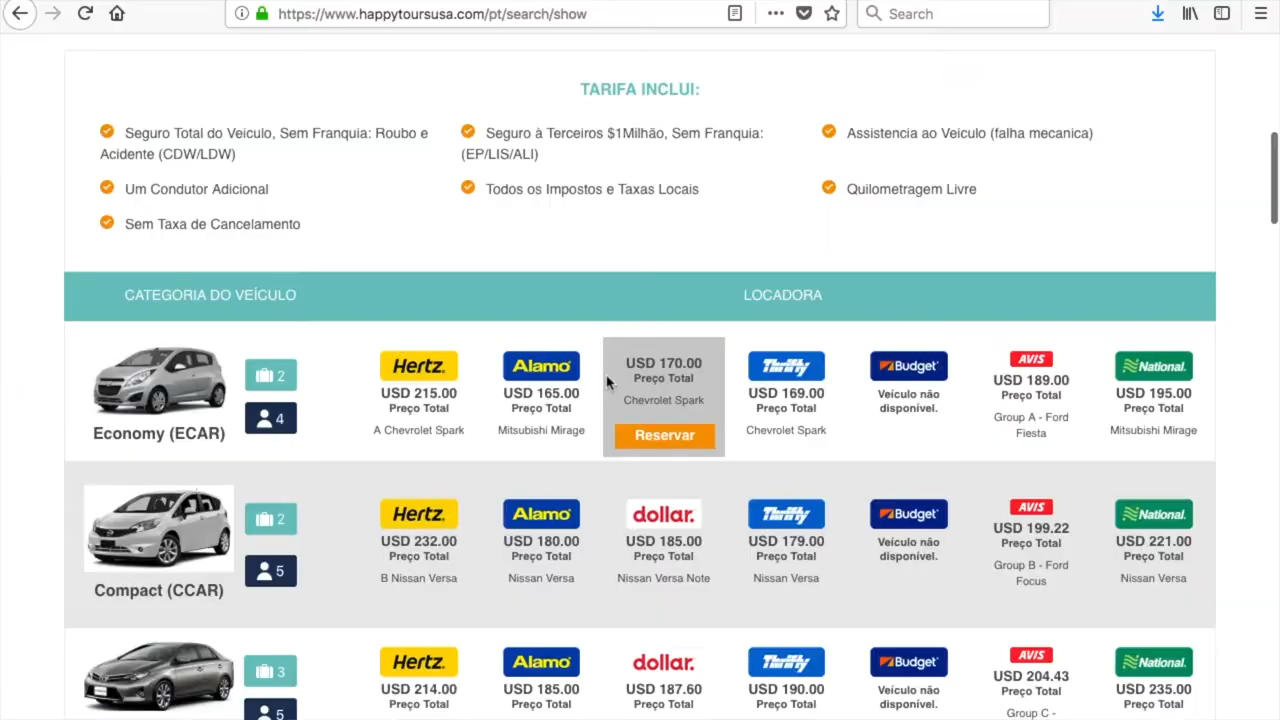 https://www.happytoursusa.com/pt/search/show
Search
TARIFA INCLUI:
Seguro Total do Veiculo, Sem Franquia: Roubo e
Acidente (CDW/LDW)
Seguro à Terceiros $1Milhão, Sem Franquia:
(EP/LIS/ALI)
Assistencia ao Veiculo (falha mecanica)
Um Condutor Adicional
Todos os Impostos e Taxas Locais
Quilometragem Livre
Sem Taxa de Cancelamento
CATEGORIA DO VEÍCULO
LOCADORA
2
4
Economy (ECAR)
Hertz.
USD 215.00
Preço Total
A Chevrolet Spark
Alamo
USD 165.00
Preço Total
Mitsubishi Mirage
USD 170.00
Preço Total
Chevrolet Spark
Reservar
Thrifty
USD 169.00
Preço Total
Chevrolet Spark
Budget
Veículo não
disponível.
AVIS
USD 189.00
Preço Total
Group A - Ford
Fiesta
National.
USD 195.00
Preço Total
Mitsubishi Mirage
2
5
Compact (CCAR)
Hertz.
USD 232.00
Preço Total
B Nissan Versa
Alamo
USD 180.00
Preço Total
Nissan Versa
dollar.
USD 185.00
Preço Total
Nissan Versa Note
Thrifty
USD 179.00
Preço Total
Nissan Versa
Budget
Veículo não
disponível.
AVIS
USD 199.22
Preço Total
Group B - Ford
Focus
National.
USD 221.00
Preço Total
Nissan Versa
3
5
Hertz.
USD 214.00
Preço Total
Alamo
USD 185.00
Preço Total
dollar.
USD 187.60
Preço Total
Thrifty
USD 190.00
Preço Total
Budget
Veículo não
disponível.
AVIS
USD 204.43
Preço Total
Group C -
National.
USD 235.00
Preço Total